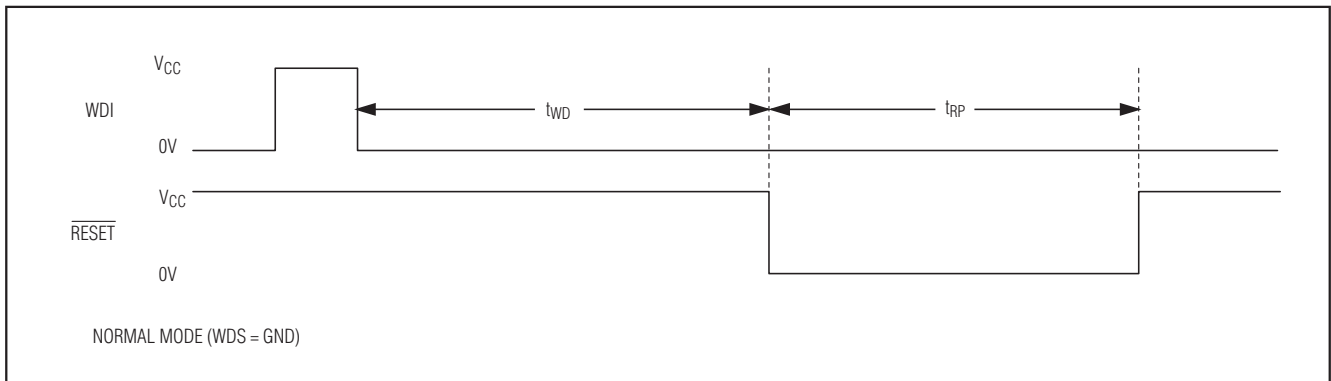 VCC
WDI
tWD
tRP
0V
VCC
RESET
0V
NORMAL MODE (WDS = GND)